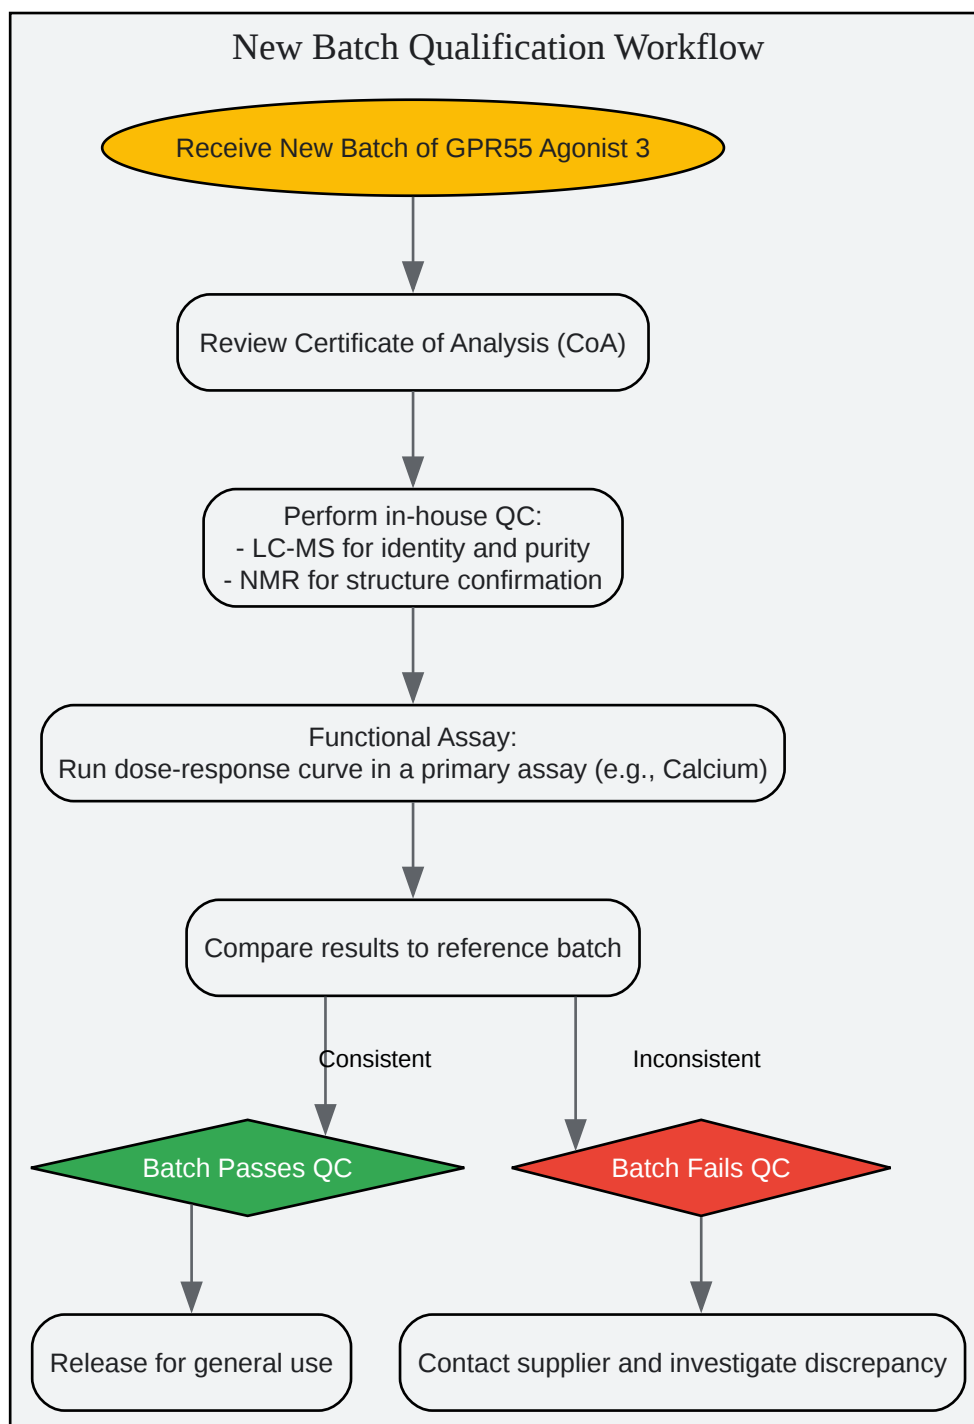 New Batch Qualification Workflow
Receive New Batch of GPR55 Agonist 3
Review Certificate of Analysis (CoA)
Perform in-house QC:
- LC-MS for identity and purity
- NMR for structure confirmation
Functional Assay:
Run dose-response curve in a primary assay (e.g., Calcium)
Compare results to reference batch
Consistent
Inconsistent
Batch Passes QC
Batch Fails QC
Release for general use
Contact supplier and investigate discrepancy